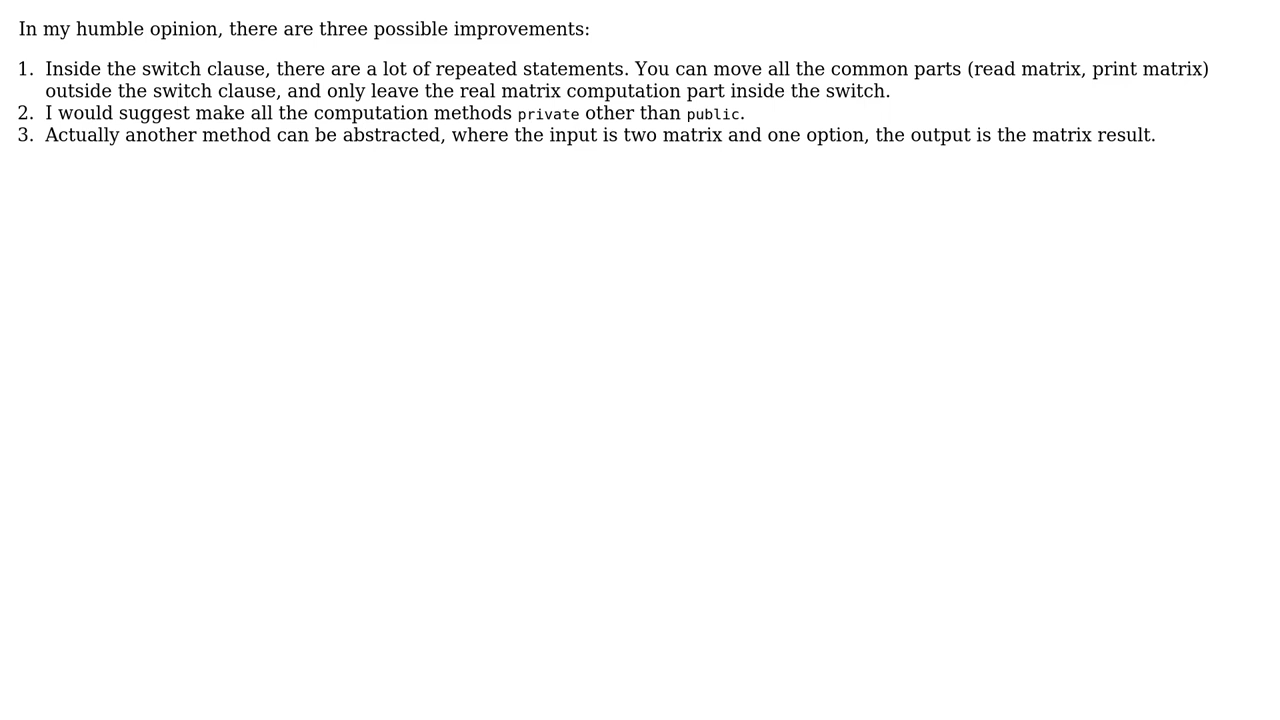 In my humble opinion, there are three possible improvements:
1. Inside the switch clause, there are a lot of repeated statements. You can move all the common parts (read matrix, print matrix)
outside the switch clause, and only leave the real matrix computation part inside the switch.
2. I would suggest make all the computation methods private other than public.
3. Actually another method can be abstracted, where the input is two matrix and one option, the output is the matrix result.